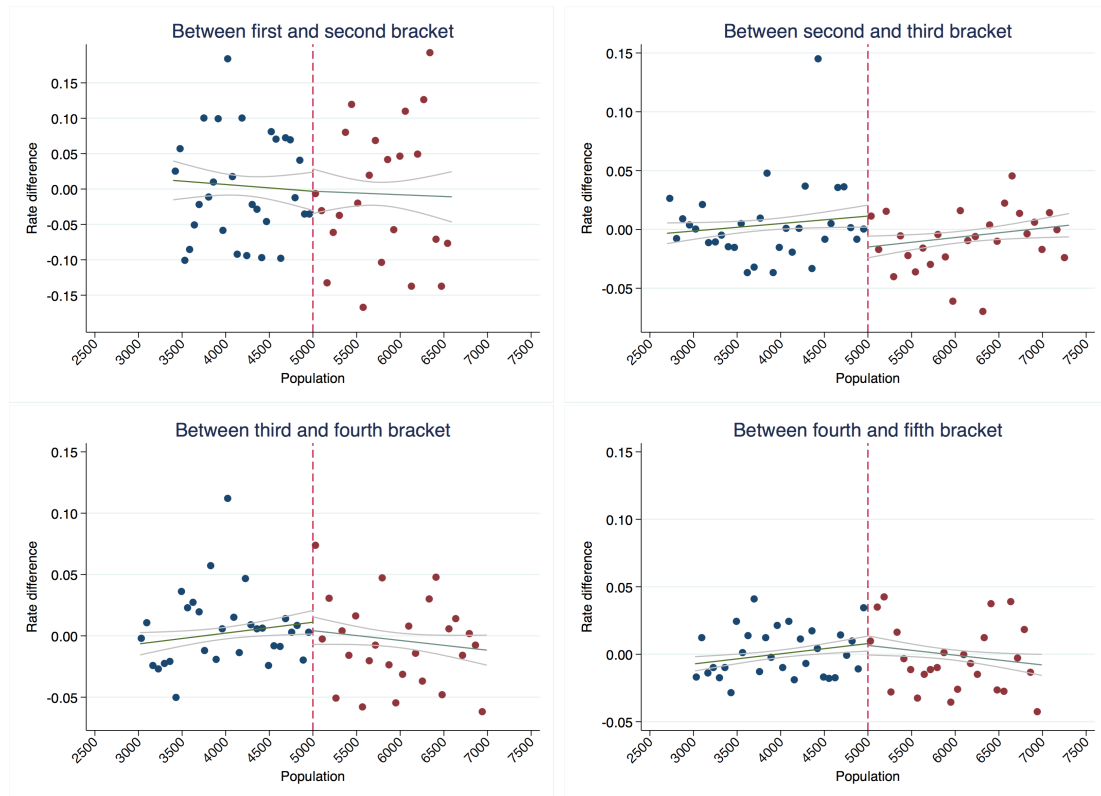 Between first and second bracket
0.15
0.10
0.05
0.00
-0.05
-0.10
-0.15
Rate difference
2500 3000 3500 4000 4500 5000 5500 6000 6500 7000 7500
Population
Between second and third bracket
0.15
0.10
0.05
0.00
-0.05
Rate difference
2500 3000 3500 4000 4500 5000 5500 6000 6500 7000 7500
Population
Between third and fourth bracket
0.15
0.10
0.05
0.00
-0.05
Rate difference
2500 3000 3500 4000 4500 5000 5500 6000 6500 7000 7500
Population
Between fourth and fifth bracket
0.15
0.10
0.05
0.00
-0.05
Rate difference
2500 3000 3500 4000 4500 5000 5500 6000 6500 7000 7500
Population